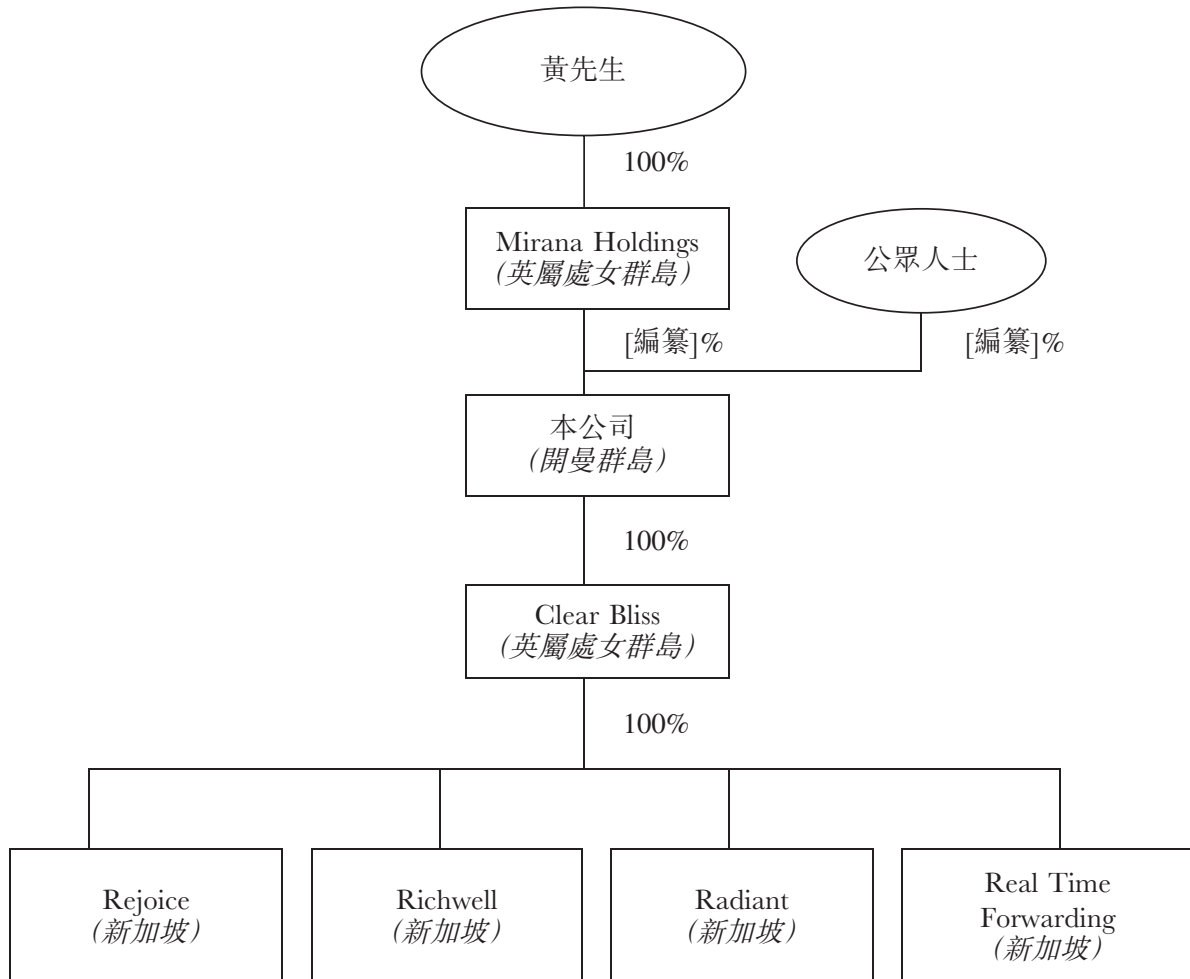 黃先生
100%
Mirana Holdings
(英屬處女群島)
公眾人士
[編纂]%
[編纂]%
本公司
(開曼群島)
100%
Clear Bliss
(英屬處女群島)
100%
Rejoice
(新加坡)
Richwell
(新加坡)
Radiant
(新加坡)
Real Time
Forwarding
(新加坡)